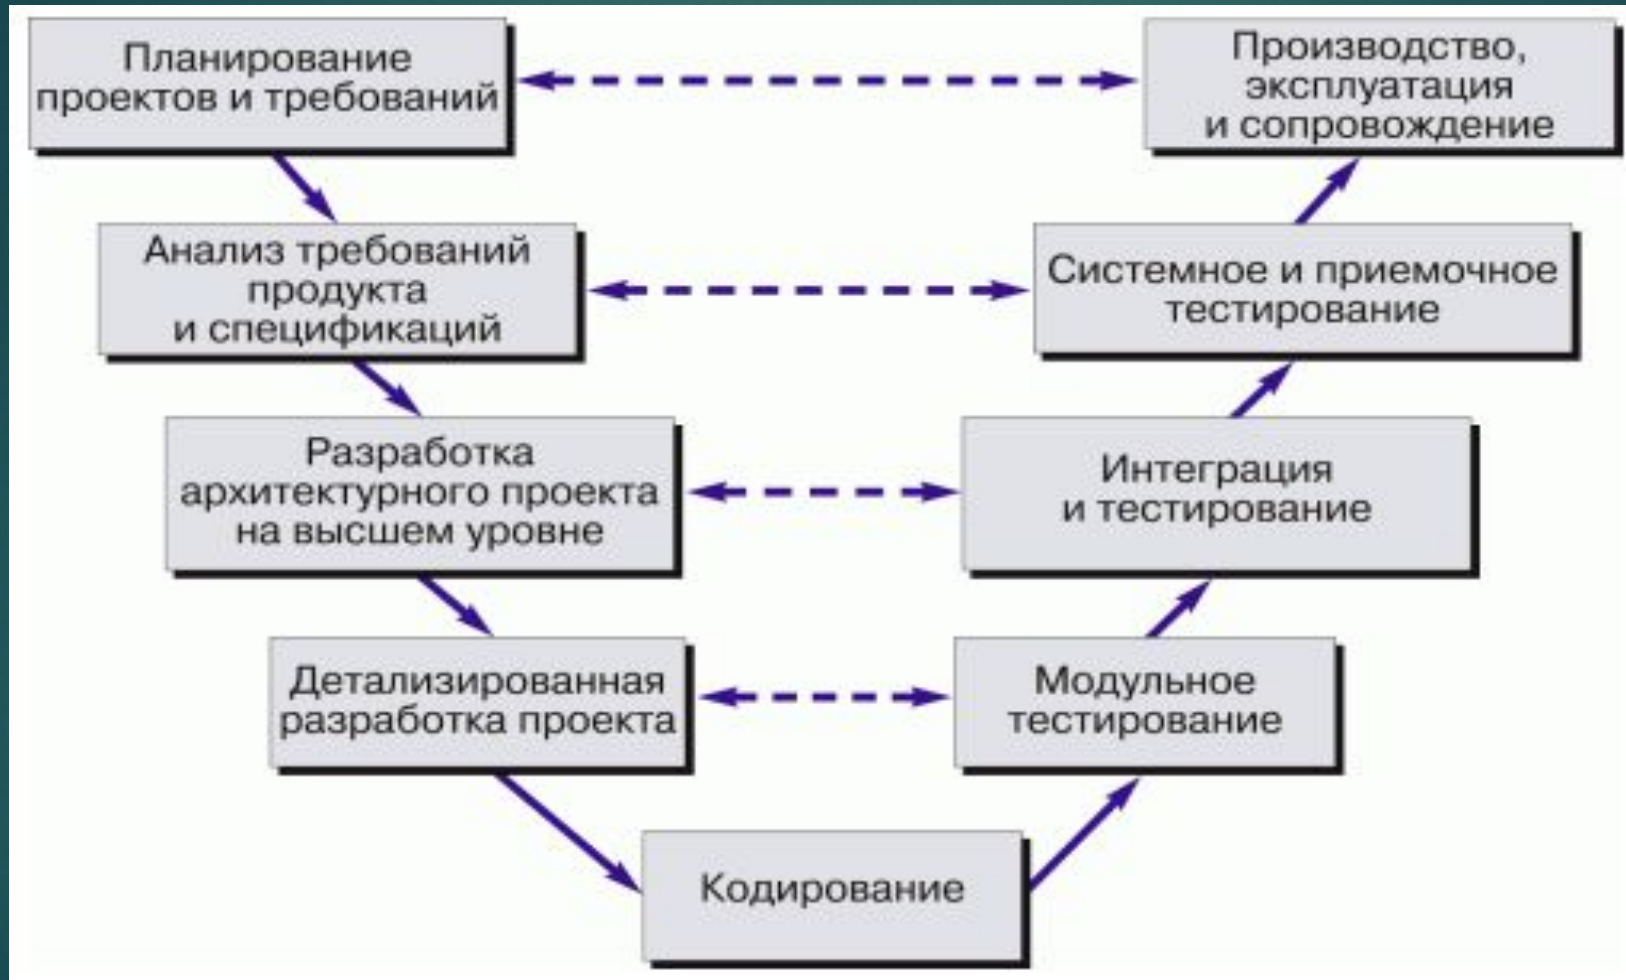 Планирование
проектов и требований
Производство,
эксплуатация
и сопровождение
Анализ требований
продукта
и спецификаций
Системное и приемочное
тестирование
Разработка
архитектурного проекта
на высшем уровне
Интеграция
и тестирование
Детализированная
разработка проекта
Модульное
тестирование
Кодирование